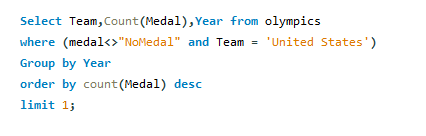 Select Team,Count(Medal),Year from olympics
where (medal<>"NoMedal" and Team = 'United States')
Group by Year
order by count(Medal) desc
limit 1;